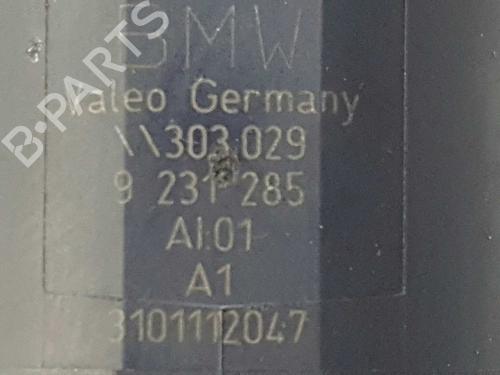 B-PARTS
BMW
Valeo Germany
\\303.029
9 231 285
AI:01
A1
3101112047